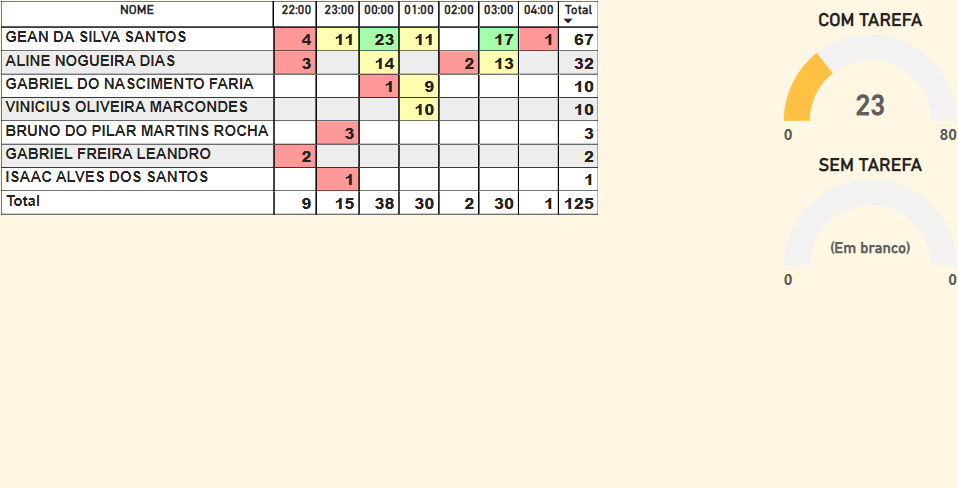 NOME 22:00 23:00 00:00 01:00 02:00 03:00 04:00 Total
GEAN DA SILVA SANTOS 4 11 23 11 17 1 67
ALINE NOGUEIRA DIAS 3 14 2 13 32
GABRIEL DO NASCIMENTO FARIA 1 9 10
VINICIUS OLIVEIRA MARCONDES 10 10
BRUNO DO PILAR MARTINS ROCHA 3 3
GABRIEL FREIRA LEANDRO 2 2
ISAAC ALVES DOS SANTOS 1 1
Total 9 15 38 30 2 30 1 125
COM TAREFA
23
0 80
SEM TAREFA
(Em branco)
0 0